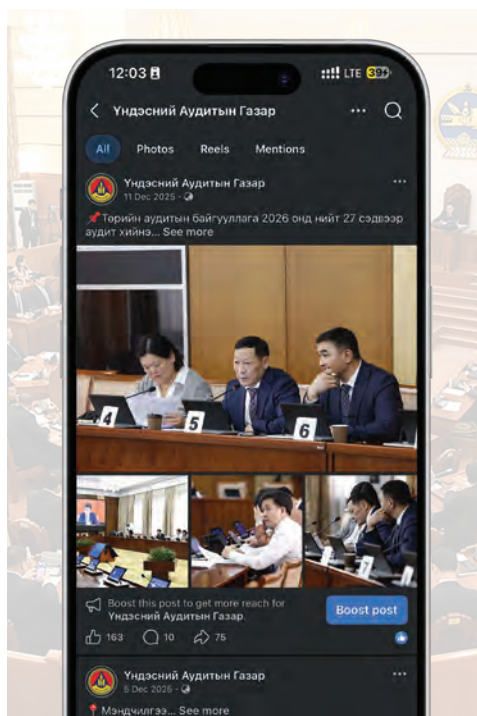 12:03
LTE 39
Үндэсний Аудитын Газар
All Photos Reels Mentions
Үндэсний Аудитын Газар
11 Dec 2025
Төрийн аудитын байгууллага 2026 онд нийт 27 сэдвээр
аудит хийнэ... See more
4 5 6
Boost this post to get more reach for
Үндэсний Аудитын Газар.
Boost post
163 10 75
Үндэсний Аудитын Газар
5 Dec 2025
Мэндчилгээ... See more